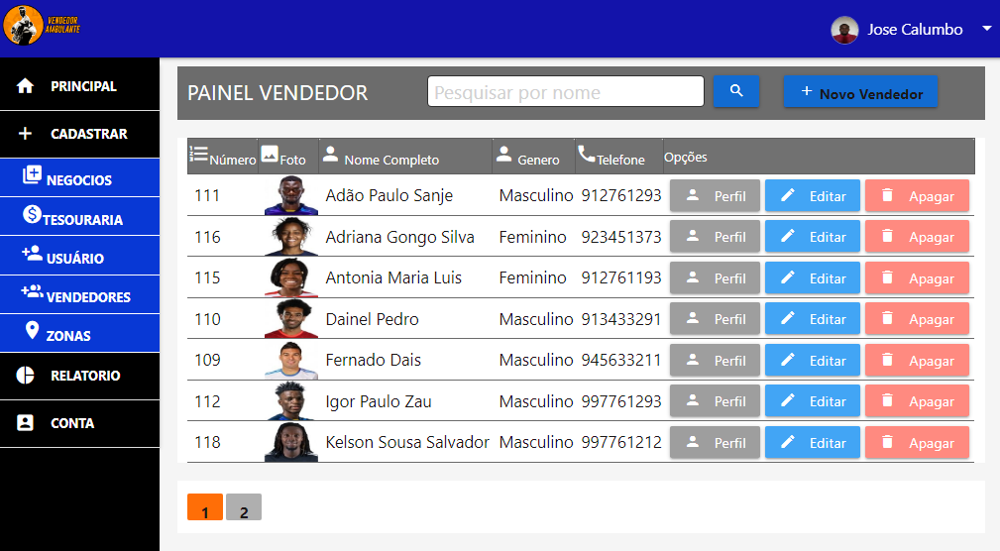 VENDEDOR
AMBULANTE
Jose Calumbo
PRINCIPAL
CADASTRAR
NEGOCIOS
TESOURARIA
USUÁRIO
VENDEDORES
ZONAS
RELATORIO
CONTA
PAINEL VENDEDOR Pesquisar por nome Novo Vendedor
Número Foto Nome Completo Genero Telefone Opções
111 Adão Paulo Sanje Masculino 912761293 Perfil Editar Apagar
116 Adriana Gongo Silva Feminino 923451373 Perfil Editar Apagar
115 Antonia Maria Luis Feminino 912761193 Perfil Editar Apagar
110 Dainel Pedro Masculino 913433291 Perfil Editar Apagar
109 Fernado Dais Masculino 945633211 Perfil Editar Apagar
112 Igor Paulo Zau Masculino 997761293 Perfil Editar Apagar
118 Kelson Sousa Salvador Masculino 997761212 Perfil Editar Apagar
1 2